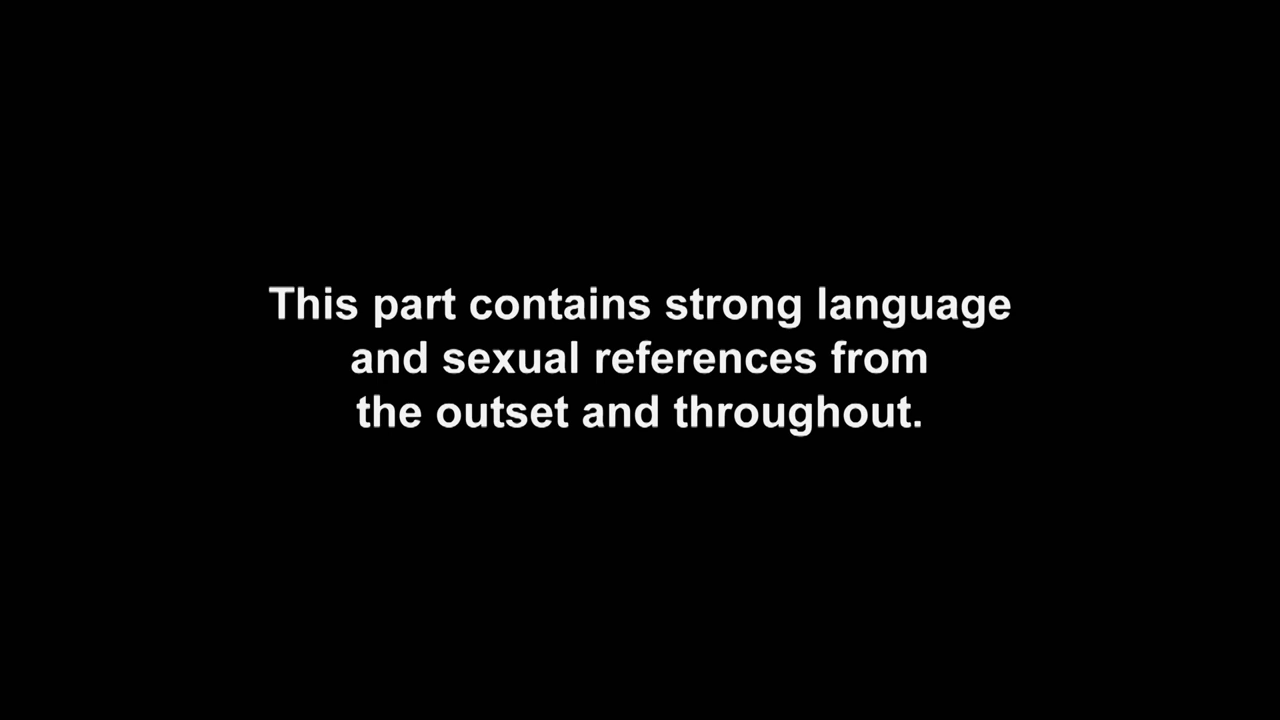 This part contains strong language
and sexual references from
the outset and throughout.